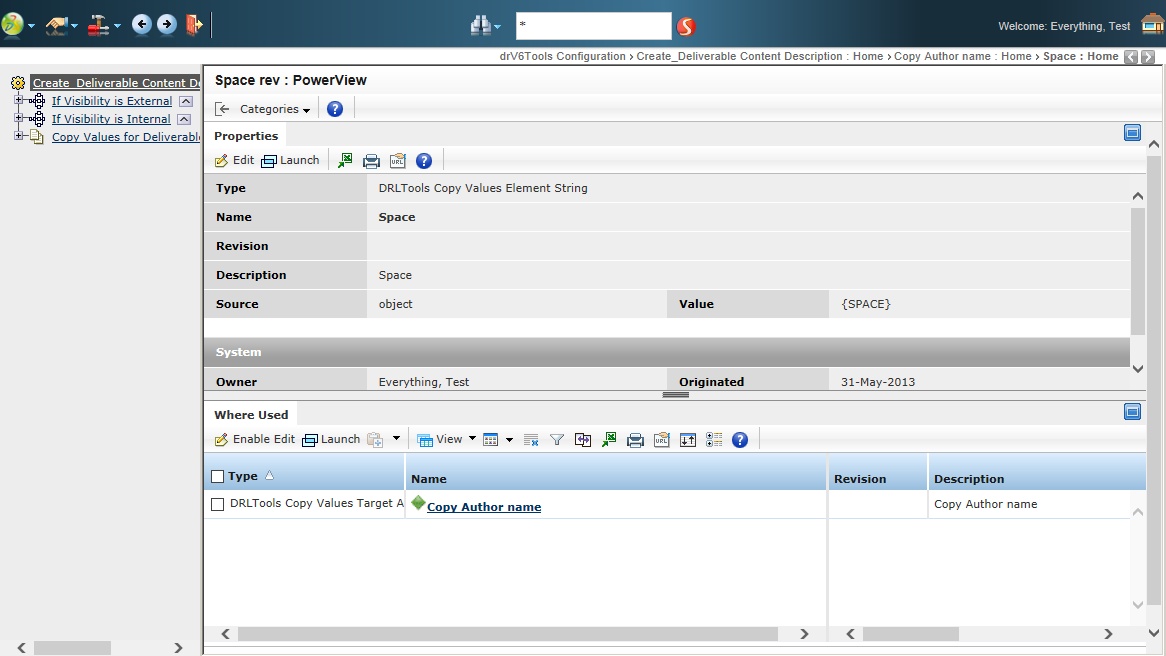 *
Welcome: Everything, Test
drV6Tools Configuration › Create_Deliverable Content Description : Home › Copy Author name : Home › Space : Home
Create_Deliverable Content De
If Visibility is External
If Visibility is Internal
Copy Values for Deliverable
Space rev : PowerView
Categories
Properties
Edit Launch
Type DRLTools Copy Values Element String
Name Space
Revision
Description Space
Source object Value {SPACE}
System
Owner Everything, Test Originated 31-May-2013
Where Used
Enable Edit Launch View
Type Name Revision Description
DRLTools Copy Values Target A Copy Author name Copy Author name